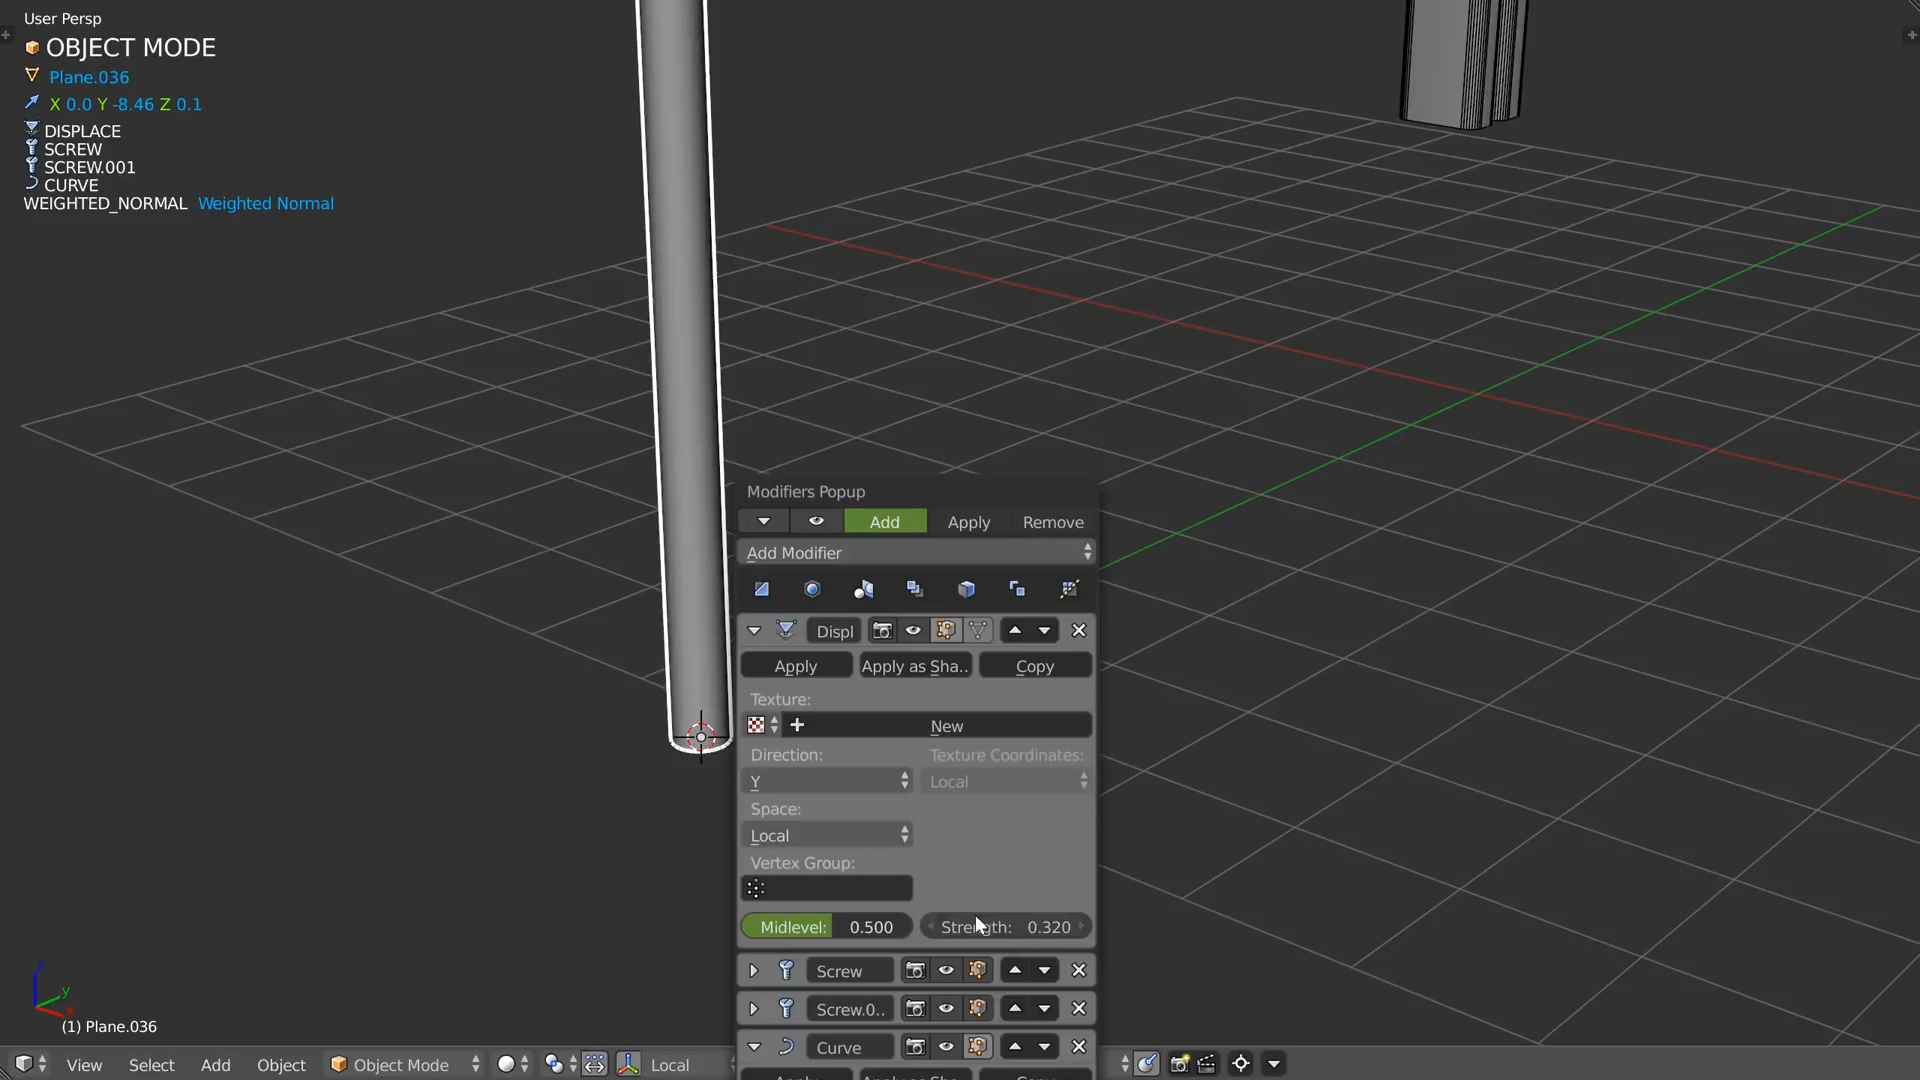 User Persp
OBJECT MODE
Plane.036
X 0.0 Y -8.46 Z 0.1
DISPLACE
SCREW
SCREW.001
CURVE
WEIGHTED_NORMAL Weighted Normal
Modifiers Popup
Add Apply Remove
Add Modifier
Displ
Apply Apply as Sha.. Copy
Texture:
New
Direction: Texture Coordinates:
Y Local
Space:
Local
Vertex Group:
Midlevel: 0.500 Strength: 0.320
Screw
Screw.0..
Curve
z
y
x
(1) Plane.036
View Select Add Object Object Mode Local